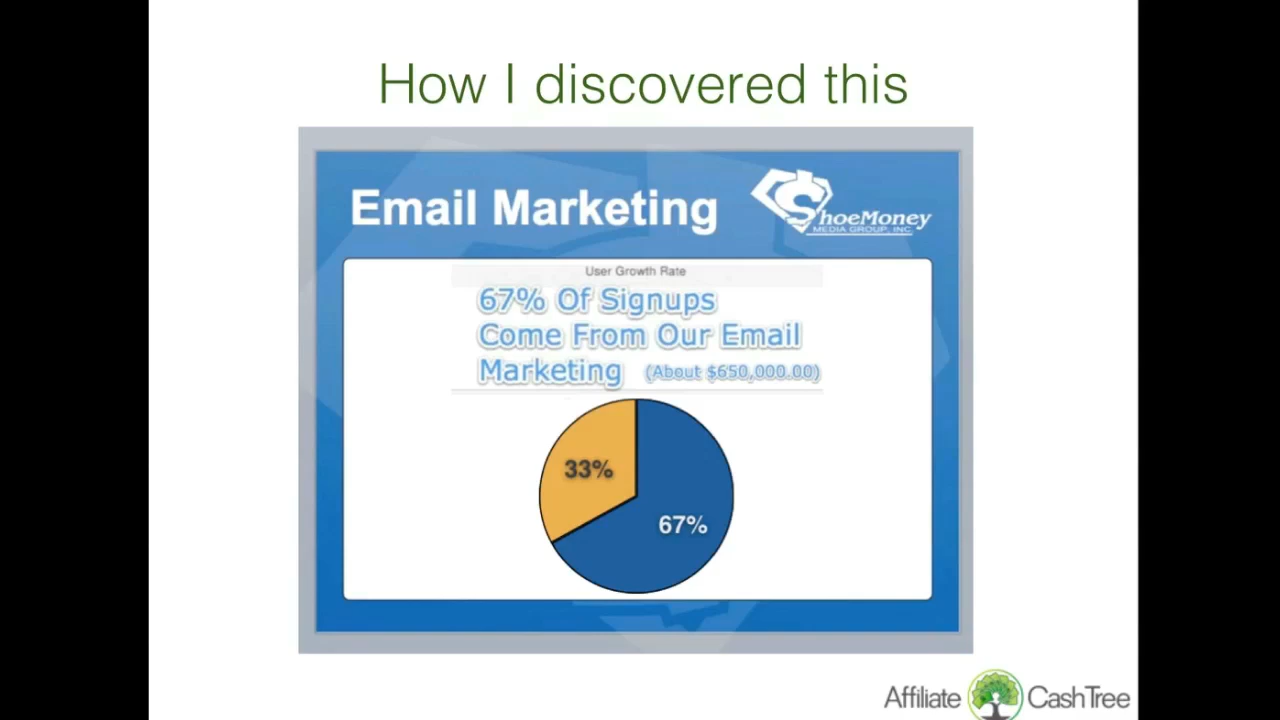 How I discovered this
Email Marketing
ShoeMoney
MEDIA GROUP, INC.
User Growth Rate
67% Of Signups
Come From Our Email
Marketing (About $650,000.00)
33%
67%
Affiliate CashTree